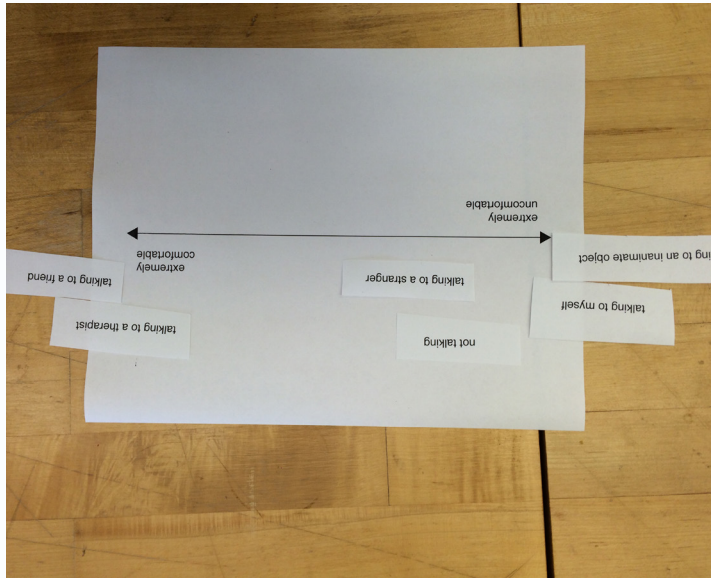 talking to a therapist
not talking
talking to myself
talking to a friend
talking to a stranger
ing to an inanimate object
extremely
comfortable
extremely
uncomfortable